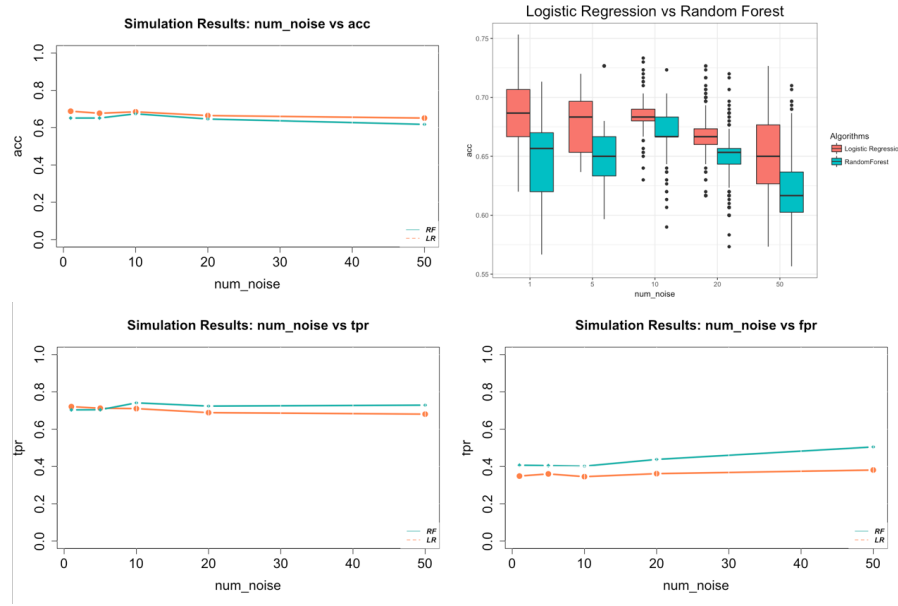 Simulation Results: num_noise vs acc
acc
1.0
0.8
0.6
0.4
0.2
0.0
RF
LR
0 10 20 30 40 50
num_noise
Logistic Regression vs Random Forest
acc
0.75
0.70
0.65
0.60
0.55
1 5 10 20 50
num_noise
Algorithms
Logistic Regressio
RandomForest
Simulation Results: num_noise vs tpr
tpr
1.0
0.8
0.6
0.4
0.2
0.0
RF
LR
0 10 20 30 40 50
num_noise
Simulation Results: num_noise vs fpr
tpr
1.0
0.8
0.6
0.4
0.2
0.0
RF
LR
0 10 20 30 40 50
num_noise